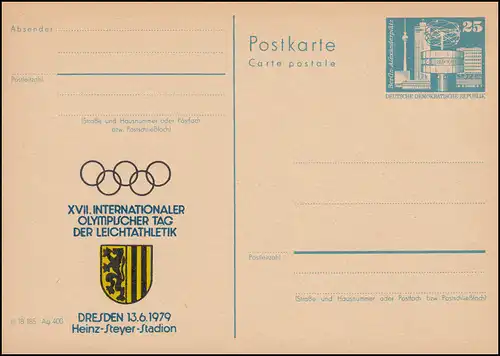 Absender
Postleitzahl
(Straße und Hausnummer oder Postfach
bzw. Postschließfach)
XVII. INTERNATIONALER
OLYMPISCHER TAG
DER LEICHTATHLETIK
DRESDEN 13.6.1979
Heinz-Steyer-Stadion
Ag 400
Postkarte
Carte postale
Berlin, Alexanderplatz
25
DEUTSCHE DEMOKRATISCHE REPUBLIK
Postleitzahl
(Straße und Hausnummer oder Postfach bzw. Postschließfach)